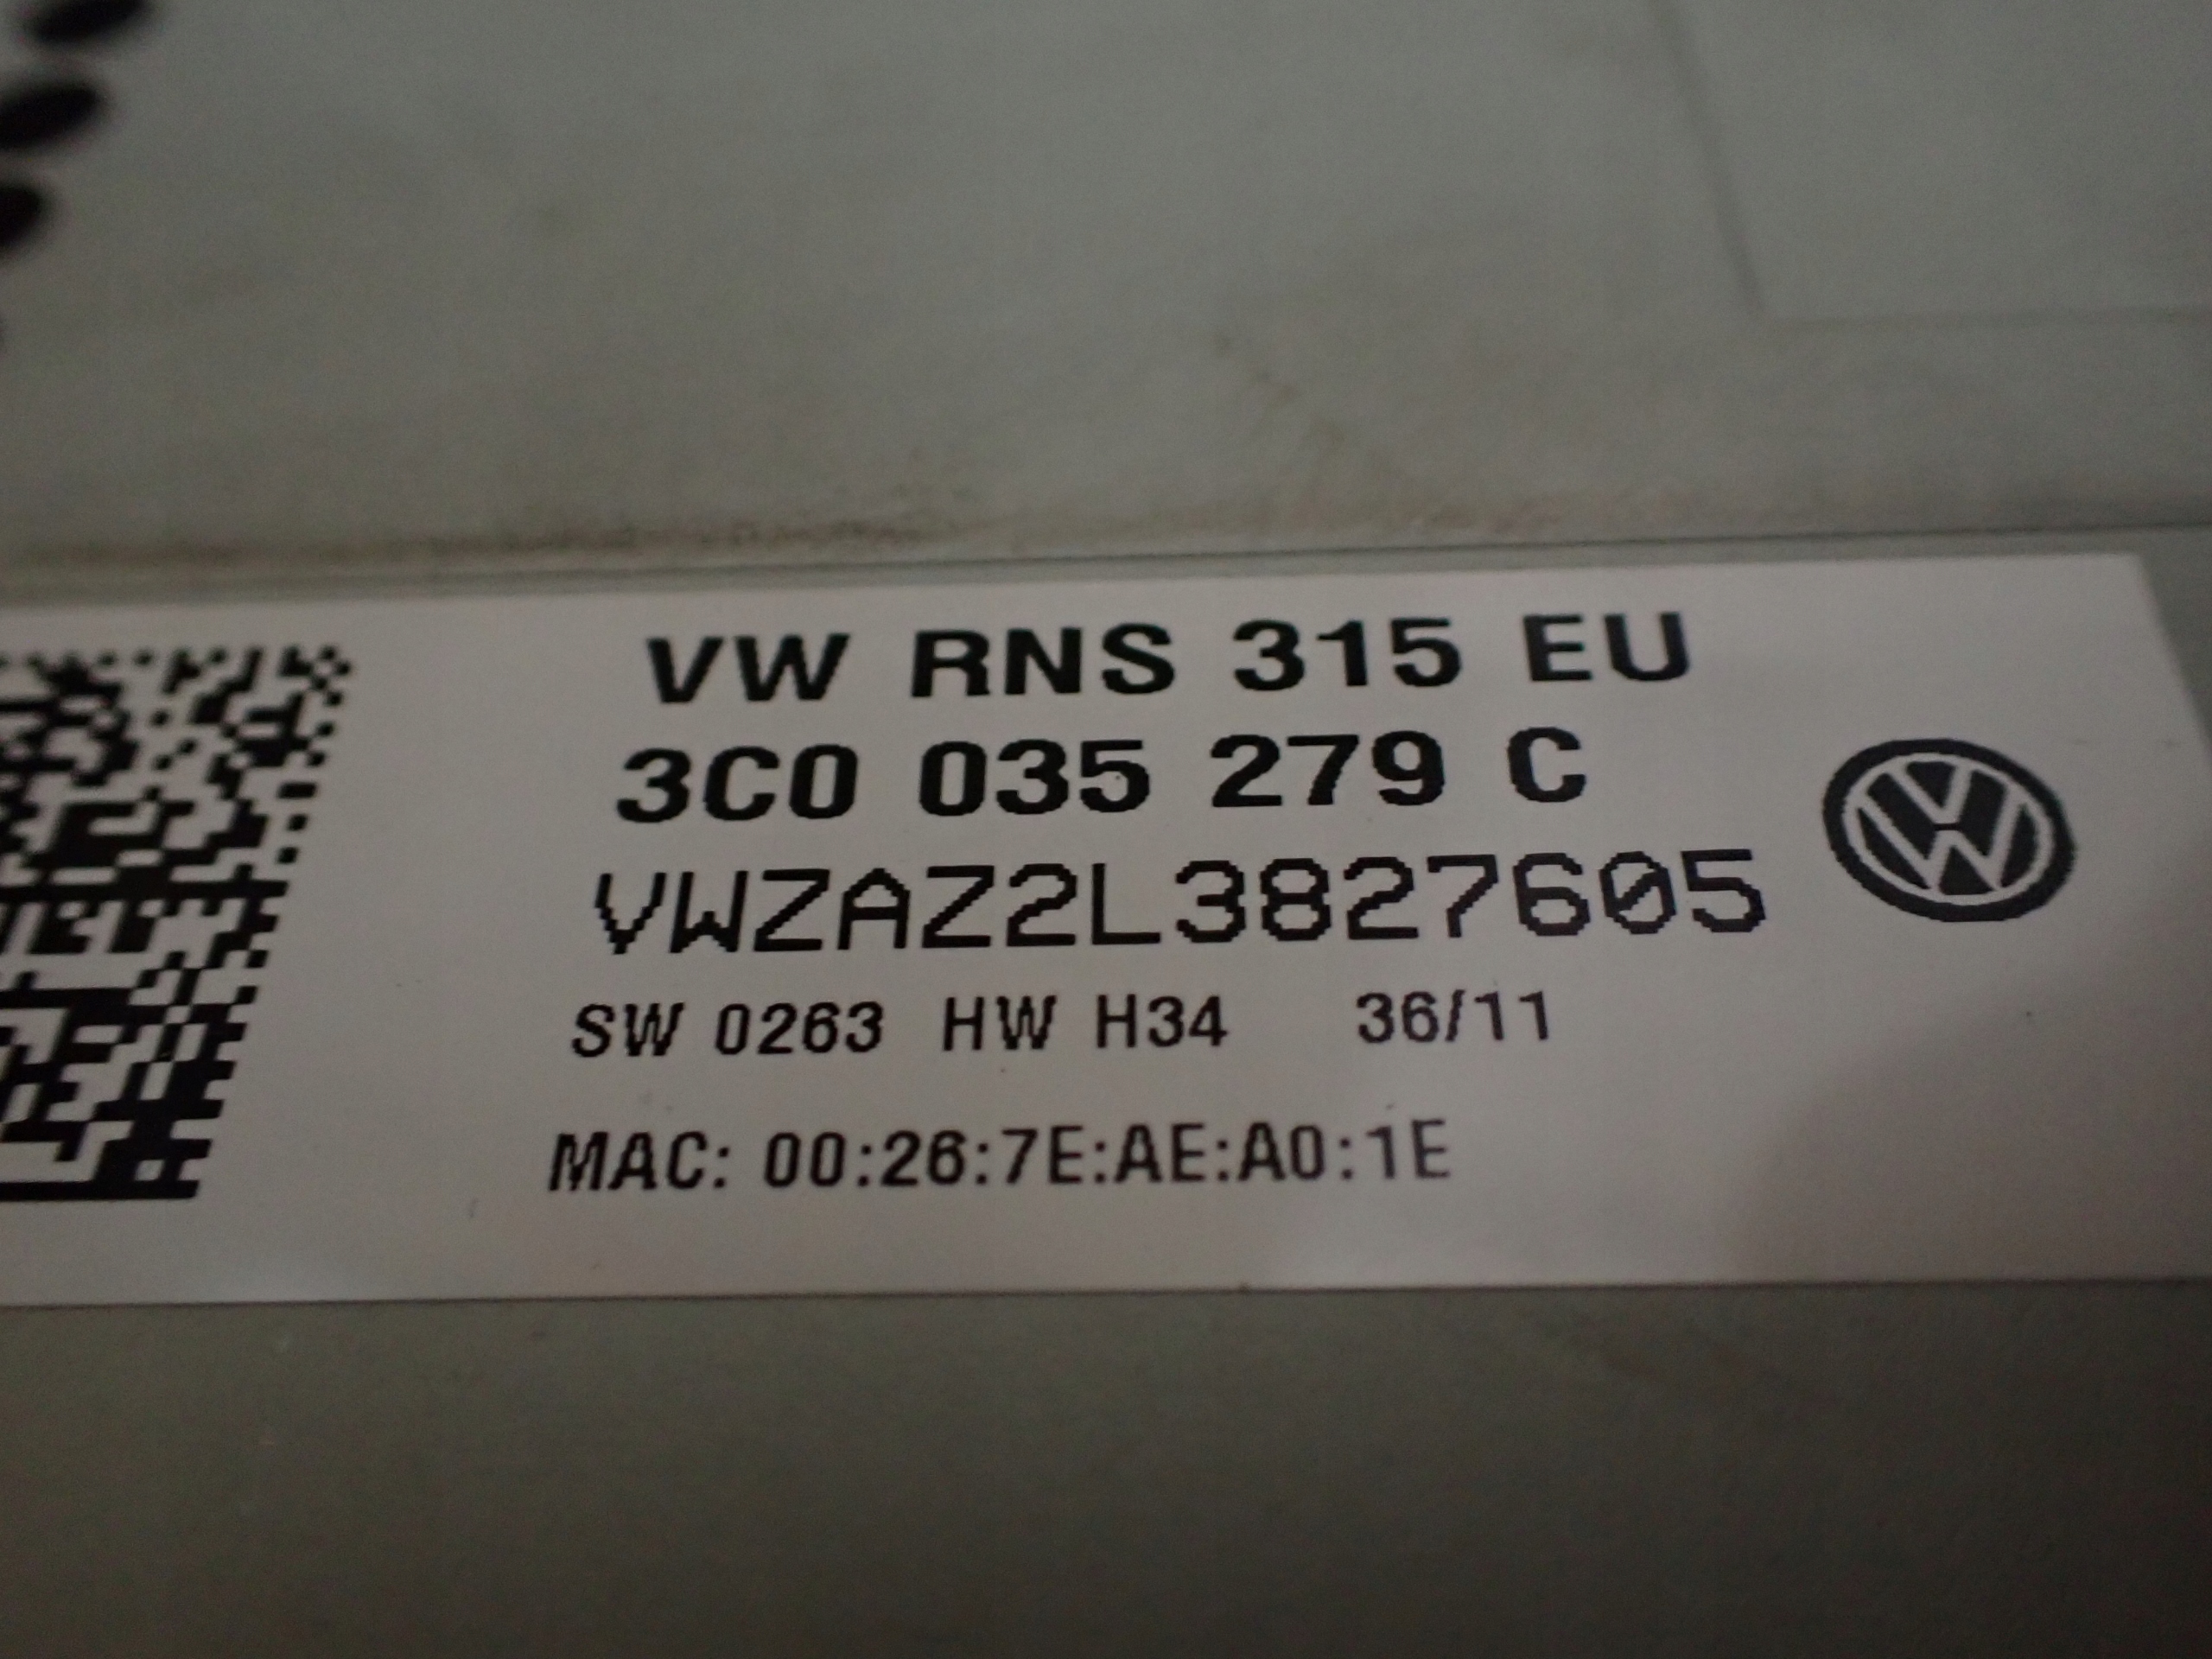 VW RNS 315 EU
3C0 035 279 C
VWZAZ2L3827605
SW 0263 HW H34 36/11
MAC: 00:26:7E:AE:A0:1E